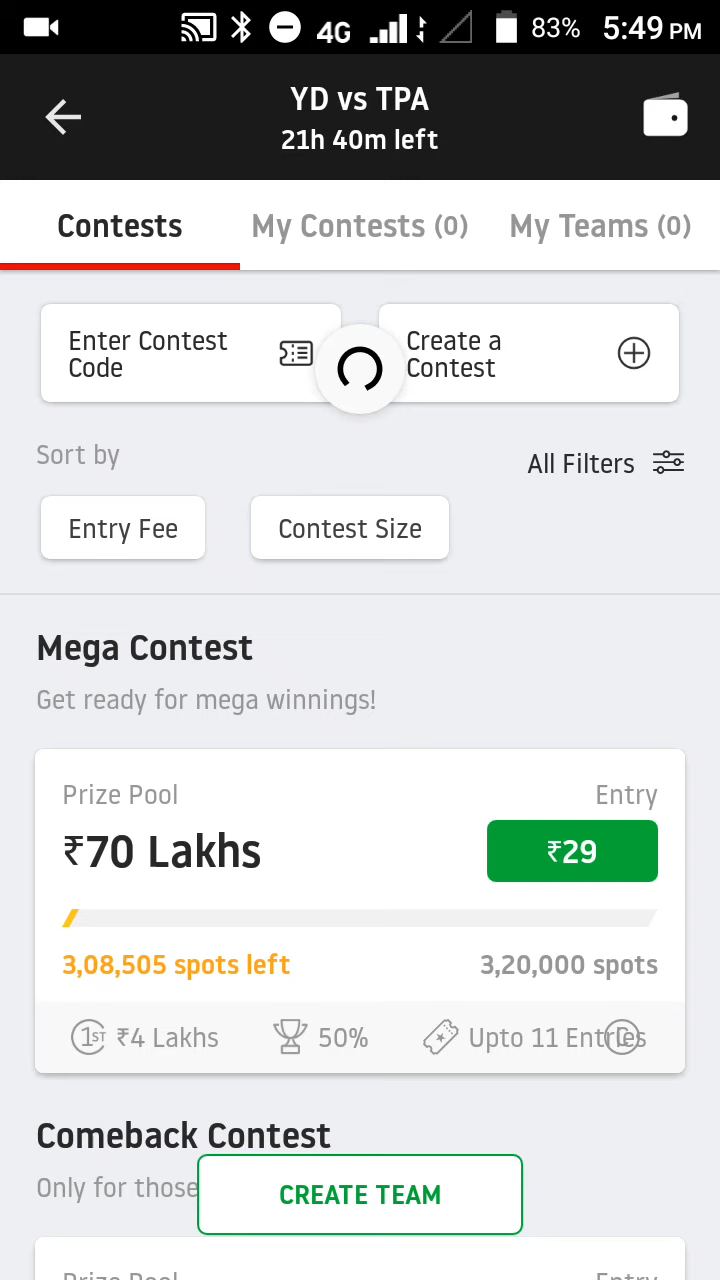 4G 83% 5:49 PM
YD vs TPA
21h 40m left
Contests My Contests (0) My Teams (0)
Enter Contest Code
Create a Contest
Sort by
All Filters
Entry Fee Contest Size
Mega Contest
Get ready for mega winnings!
Prize Pool Entry
₹70 Lakhs ₹29
3,08,505 spots left 3,20,000 spots
1ST ₹4 Lakhs 50% Upto 11 Entries C
Comeback Contest
Only for those
CREATE TEAM
Prize Pool Entry